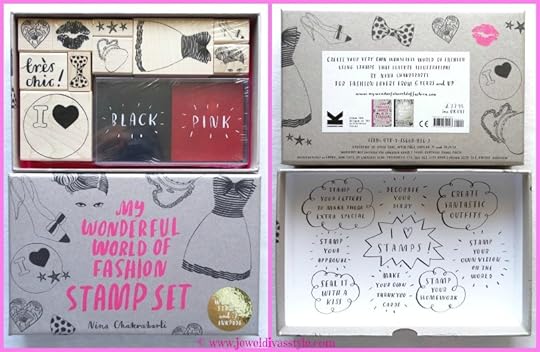 très
chic!
I
BLACK
PINK
MY
WONDERFUL
WORLD OF
FASHION
STAMP SET
Nina Chakrabarti
CREATE YOUR VERY OWN WONDERFUL WORLD OF FASHION
USING STAMPS THAT FEATURE ILLUSTRATIONS
BY NINA CHAKRABARTI
FOR FASHION LOVERS FROM 6 YEARS AND UP
STAMP
YOUR LETTERS
TO MAKE THEM
EXTRA SPECIAL
DECORATE
YOUR
DIARY
CREATE
FANTASTIC
OUTFITS
I ♥
STAMPS!
STAMP
YOUR
APPROVAL
STAMP
YOUR OWN
VISION
ON THE
WORLD
SEAL IT
WITH A
KISS
MAKE
YOUR OWN
THANKYOU
CARDS
STAMP
YOUR
HOMEWORK
© www.jeweldivasstyle.com